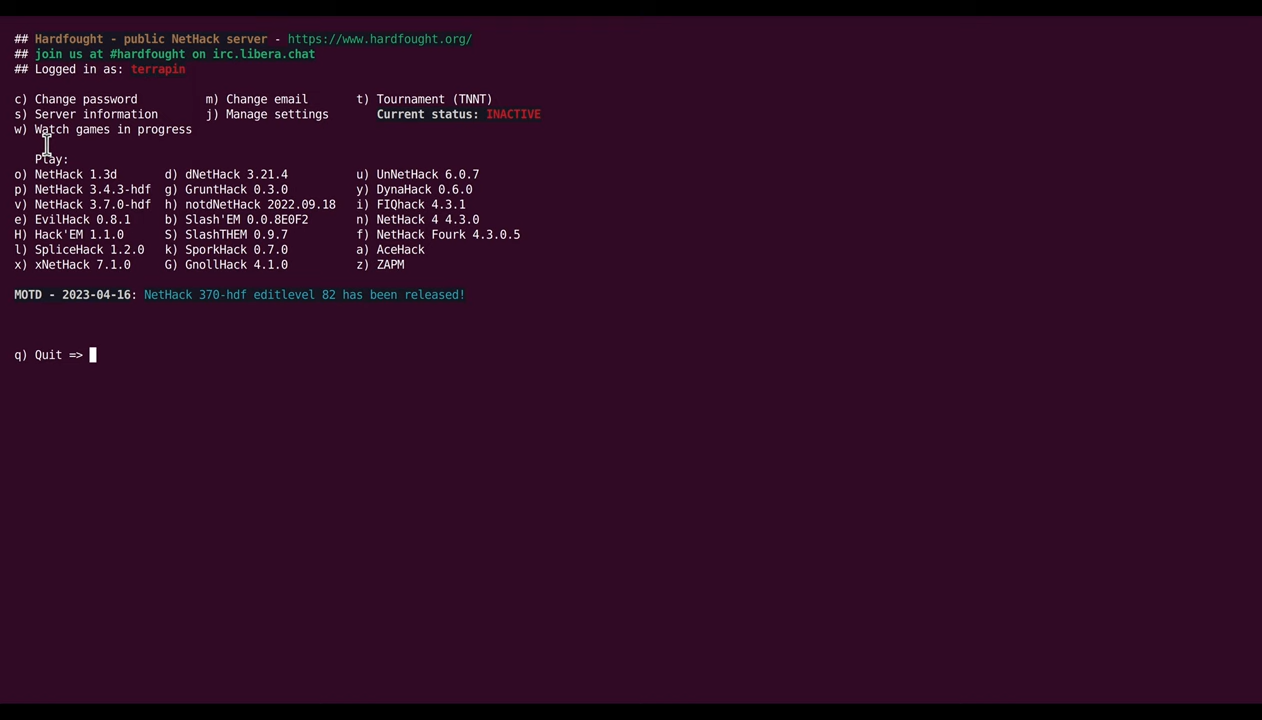 ## Hardfought - public NetHack server - https://www.hardfought.org/
## join us at #hardfought on irc.libera.chat
## Logged in as: terrapin
c) Change password m) Change email t) Tournament (TNNT)
s) Server information j) Manage settings Current status: INACTIVE
w) Watch games in progress
Play:
o) NetHack 1.3d d) dNetHack 3.21.4 u) UnNetHack 6.0.7
p) NetHack 3.4.3-hdf g) GruntHack 0.3.0 y) DynaHack 0.6.0
v) NetHack 3.7.0-hdf h) notdNetHack 2022.09.18 i) FIQhack 4.3.1
e) EvilHack 0.8.1 b) Slash'EM 0.0.8E0F2 n) NetHack 4 4.3.0
H) Hack'EM 1.1.0 S) SlashTHEM 0.9.7 f) NetHack Fourk 4.3.0.5
l) SpliceHack 1.2.0 k) SporkHack 0.7.0 a) AceHack
x) xNetHack 7.1.0 G) GnollHack 4.1.0 z) ZAPM
MOTD - 2023-04-16: NetHack 370-hdf editlevel 82 has been released!
q) Quit =>